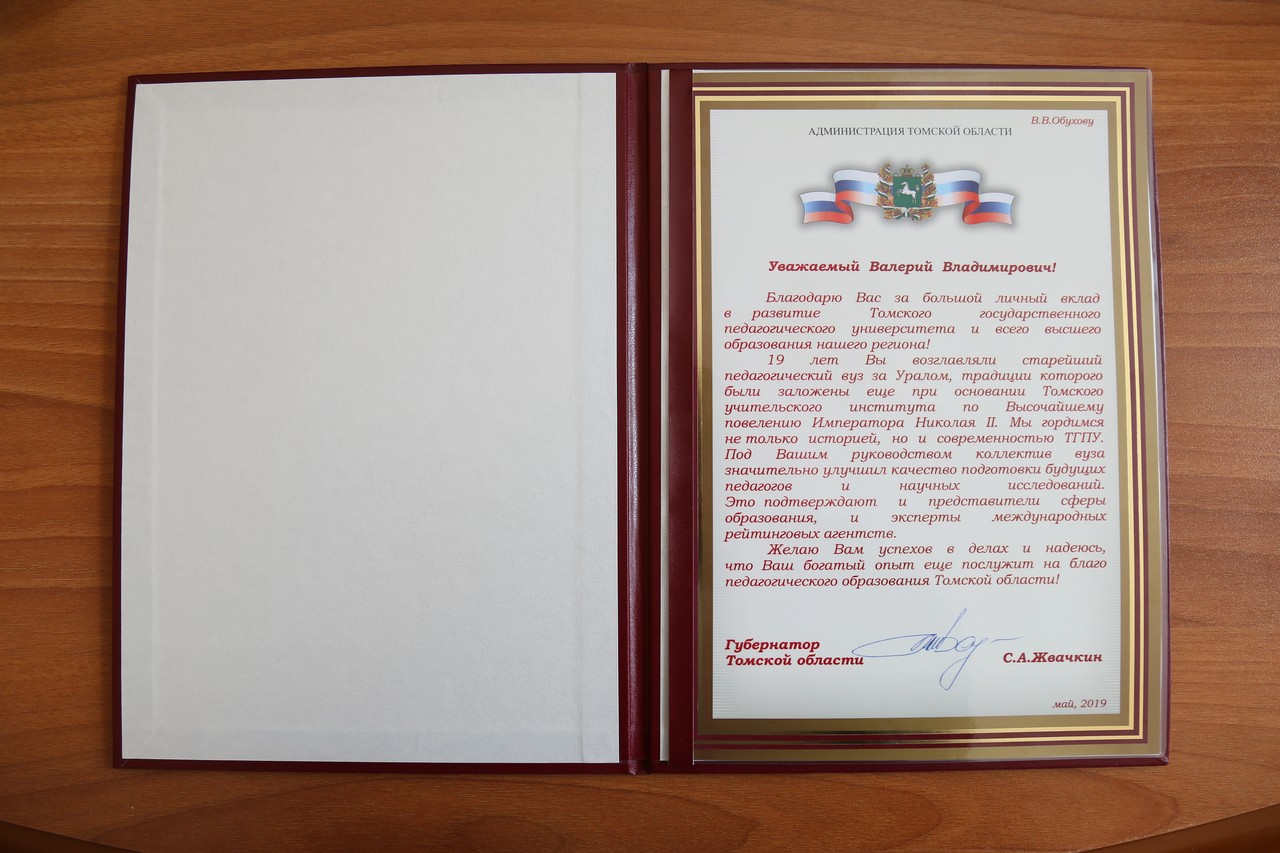 В.В.Обухову
АДМИНИСТРАЦИЯ ТОМСКОЙ ОБЛАСТИ
Уважаемый Валерий Владимирович!
Благодарю Вас за большой личный вклад
в развитие Томского государственного
педагогического университета и всего высшего
образования нашего региона!
19 лет Вы возглавляли старейший
педагогический вуз за Уралом, традиции которого
были заложены еще при основании Томского
учительского института по Высочайшему
повелению Императора Николая II. Мы гордимся
не только историей, но и современностью ТГПУ.
Под Вашим руководством коллектив вуза
значительно улучшил качество подготовки будущих
педагогов и научных исследований.
Это подтверждают и представители сферы
образования, и эксперты международных
рейтинговых агентств.
Желаю Вам успехов в делах и надеюсь,
что Ваш богатый опыт еще послужит на благо
педагогического образования Томской области!
Губернатор
Томской области С.А.Жвачкин
май, 2019